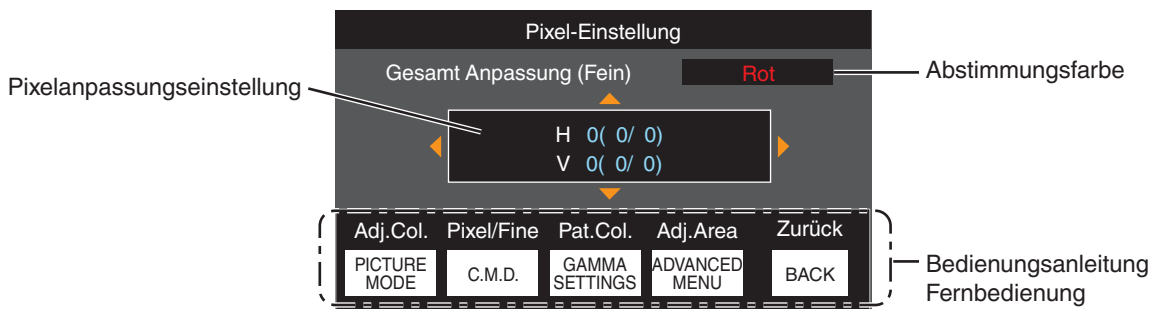 Pixel-Einstellung
Gesamt Anpassung (Fein) Rot
Abstimmungsfarbe
Pixelanpassungseinstellung
H 0( 0/ 0)
V 0( 0/ 0)
Adj.Col. Pixel/Fine Pat.Col. Adj.Area Zurück
PICTURE MODE C.M.D. GAMMA SETTINGS ADVANCED MENU BACK
Bedienungsanleitung
Fernbedienung